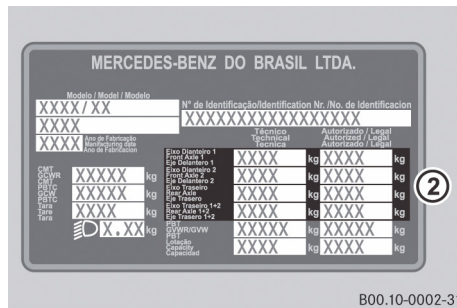 MERCEDES-BENZ DO BRASIL LTDA.
Modelo / Model / Modelo
XXXX/ XX
N° de Identificação/Identification Nr. /No. de Identificacion
XXXX
XXXXXXXXXXXXXXXXX
XXXX
Ano de Fabricação
Manifacturing date
Ano de Fabricacion
Técnico
Technical
Tecnica
Autorizado / Legal
Autorized / Legal
Autorizado / Legal
Eixo Dianteiro 1
Front Axle 1
Eje Delantero 1
XXXX kg XXXX kg
Eixo Dianteiro 2
Front Axle 2
Eje Delantero 2
XXXX kg XXXX kg
Eixo Traseiro
Rear Axle
Eje Trasero
XXXX kg XXXX kg
Eixo Traseiro 1+2
Rear Axle 1+2
Eje Trasero 1+2
XXXX kg XXXX kg
PBT
GVWR/GVW
PBT
XXXXX kg XXXXX kg
Lotação
Capacity
Capacidad
XXXX kg XXXX kg
CMT
GCWR
CMT
XXXXX kg
PBTC
GCW
PBTC
XXXXX kg
Tara
Tare
Tara
XXXX kg
X.XX kg
2
B00.10-0002-3